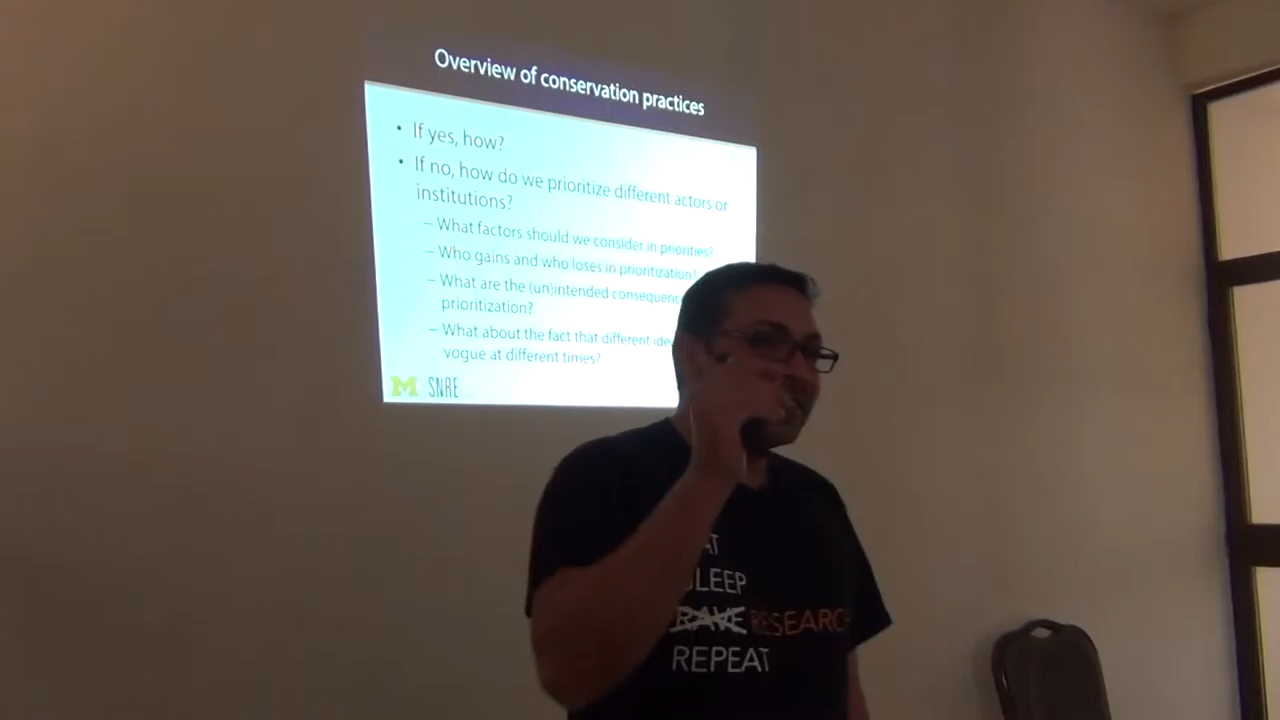 Overview of conservation practices
• If yes, how?
• If no, how do we prioritize different actors or
institutions?
– What factors should we consider in priorities?
– Who gains and who loses in prioritization?
– What are the (un)intended
prioritization?
– What about the fact that different
vogue at different times?
M SNRE
SLEEP
RAVE RESEARCH
REPEAT